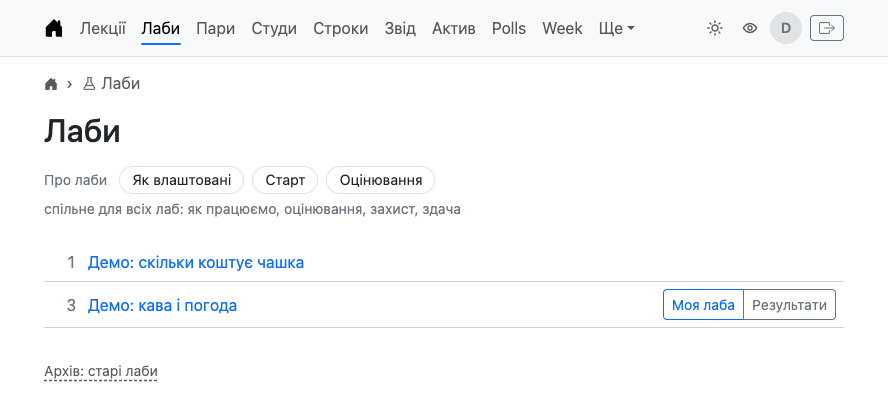 Лекції Лаби Пари Студи Строки Звід Актив Polls Week Ще D
› Лаби
Лаби
Про лаби Як влаштовані Старт Оцінювання
спільне для всіх лаб: як працюємо, оцінювання, захист, здача
1 Демо: скільки коштує чашка
3 Демо: кава і погода Моя лаба Результати
Архів: старі лаби